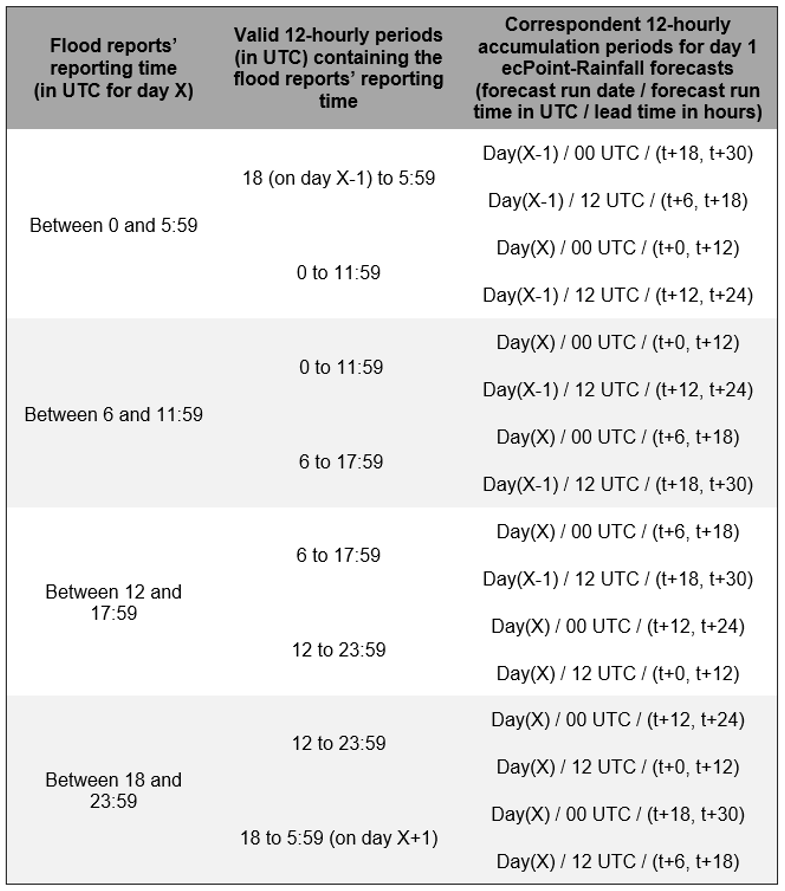 Flood reports’
reporting time
(in UTC for day X)
Valid 12-hourly periods
(in UTC) containing the
flood reports’ reporting
time
Correspondent 12-hourly
accumulation periods for day 1
ecPoint-Rainfall forecasts
(forecast run date / forecast run
time in UTC / lead time in hours)
Between 0 and 5:59
18 (on day X-1) to 5:59
Day(X-1) / 00 UTC / (t+18, t+30)
Day(X-1) / 12 UTC / (t+6, t+18)
0 to 11:59
Day(X) / 00 UTC / (t+0, t+12)
Day(X-1) / 12 UTC / (t+12, t+24)
Between 6 and 11:59
0 to 11:59
Day(X) / 00 UTC / (t+0, t+12)
Day(X-1) / 12 UTC / (t+12, t+24)
6 to 17:59
Day(X) / 00 UTC / (t+6, t+18)
Day(X-1) / 12 UTC / (t+18, t+30)
Between 12 and
17:59
6 to 17:59
Day(X) / 00 UTC / (t+6, t+18)
Day(X-1) / 12 UTC / (t+18, t+30)
12 to 23:59
Day(X) / 00 UTC / (t+12, t+24)
Day(X) / 12 UTC / (t+0, t+12)
Between 18 and
23:59
12 to 23:59
Day(X) / 00 UTC / (t+12, t+24)
Day(X) / 12 UTC / (t+0, t+12)
18 to 5:59 (on day X+1)
Day(X) / 00 UTC / (t+18, t+30)
Day(X) / 12 UTC / (t+6, t+18)